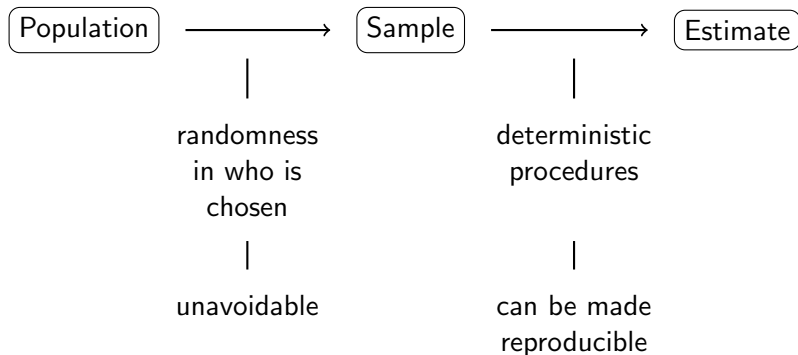 Population
Sample
Estimate
randomness
in who is
chosen
deterministic
procedures
unavoidable
can be made
reproducible